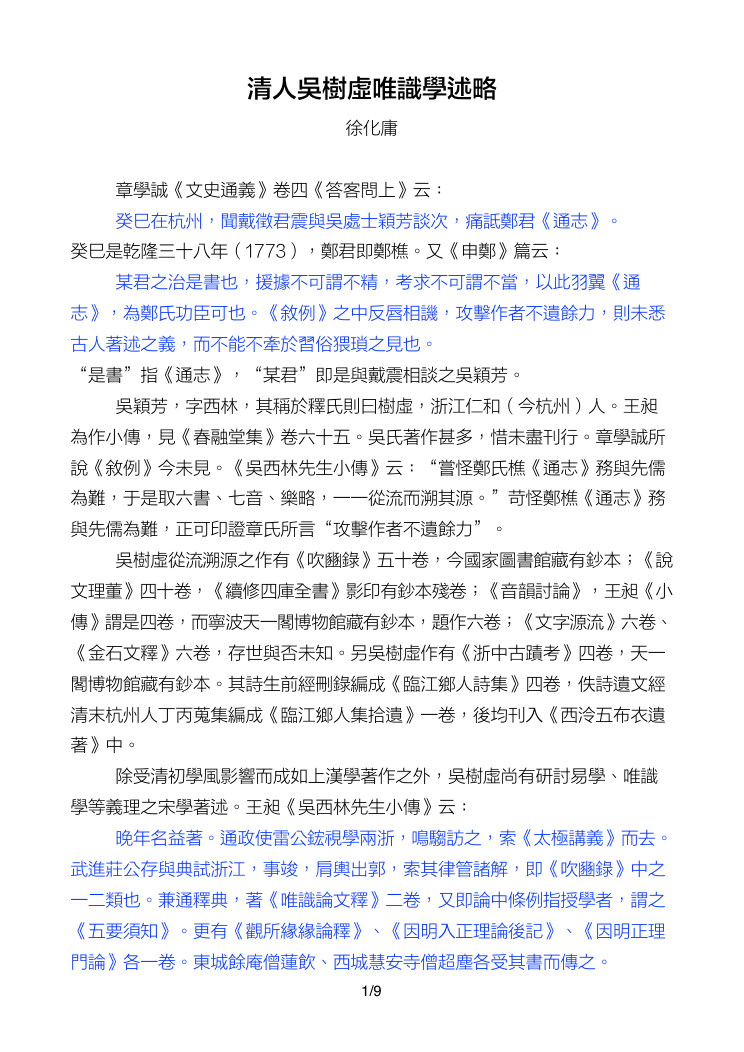 清人吳樹虛唯識學述略
徐化庸
章學誠《文史通義》卷四《答客問上》云：
癸巳在杭州，聞戴徵君震與吳處士穎芳談次，痛詆鄭君《通志》。
癸巳是乾隆三十八年（1773），鄭君即鄭樵。又《申鄭》篇云：
某君之治是書也，援據不可謂不精，考求不可謂不當，以此羽翼《通
志》，為鄭氏功臣可也。《敘例》之中反唇相譏，攻擊作者不遺餘力，則未悉
古人著述之義，而不能不牽於習俗猥瑣之見也。
“是書”指《通志》，“某君”即是與戴震相談之吳穎芳。
吳穎芳，字西林，其稱於釋氏則曰樹虛，浙江仁和（今杭州）人。王昶
為作小傳，見《春融堂集》卷六十五。吳氏著作甚多，惜未盡刊行。章學誠所
說《敘例》今未見。《吳西林先生小傳》云：“嘗怪鄭氏樵《通志》務與先儒
為難，于是取六書、七音、樂略，一一從流而溯其源。”苛怪鄭樵《通志》務
與先儒為難，正可印證章氏所言“攻擊作者不遺餘力”。
吳樹虛從流溯源之作有《吹豳錄》五十卷，今國家圖書館藏有鈔本；《說
文理董》四十卷，《續修四庫全書》影印有鈔本殘卷；《音韻討論》，王昶《小
傳》謂是四卷，而寧波天一閣博物館藏有鈔本，題作六卷；《文字源流》六卷、
《金石文釋》六卷，存世與否未知。另吳樹虛作有《浙中古蹟考》四卷，天一
閣博物館藏有鈔本。其詩生前經刪錄編成《臨江鄉人詩集》四卷，佚詩遺文經
清末杭州人丁丙蒐集編成《臨江鄉人集拾遺》一卷，後均刊入《西泠五布衣遺
著》中。
除受清初學風影響而成如上漢學著作之外，吳樹虛尚有研討易學、唯識
學等義理之宋學著述。王昶《吳西林先生小傳》云：
晚年名益著。通政使雷公鋐視學兩浙，鳴騶訪之，索《太極講義》而去。
武進莊公存與典試浙江，事竣，肩輿出郭，索其律管諸解，即《吹豳錄》中之
一二類也。兼通釋典，著《唯識論文釋》二卷，又即論中條例指授學者，謂之
《五要須知》。更有《觀所緣緣論釋》、《因明入正理論後記》、《因明正理
門論》各一卷。東城餘庵僧蓮飲、西城慧安寺僧超塵各受其書而傳之。
1/9